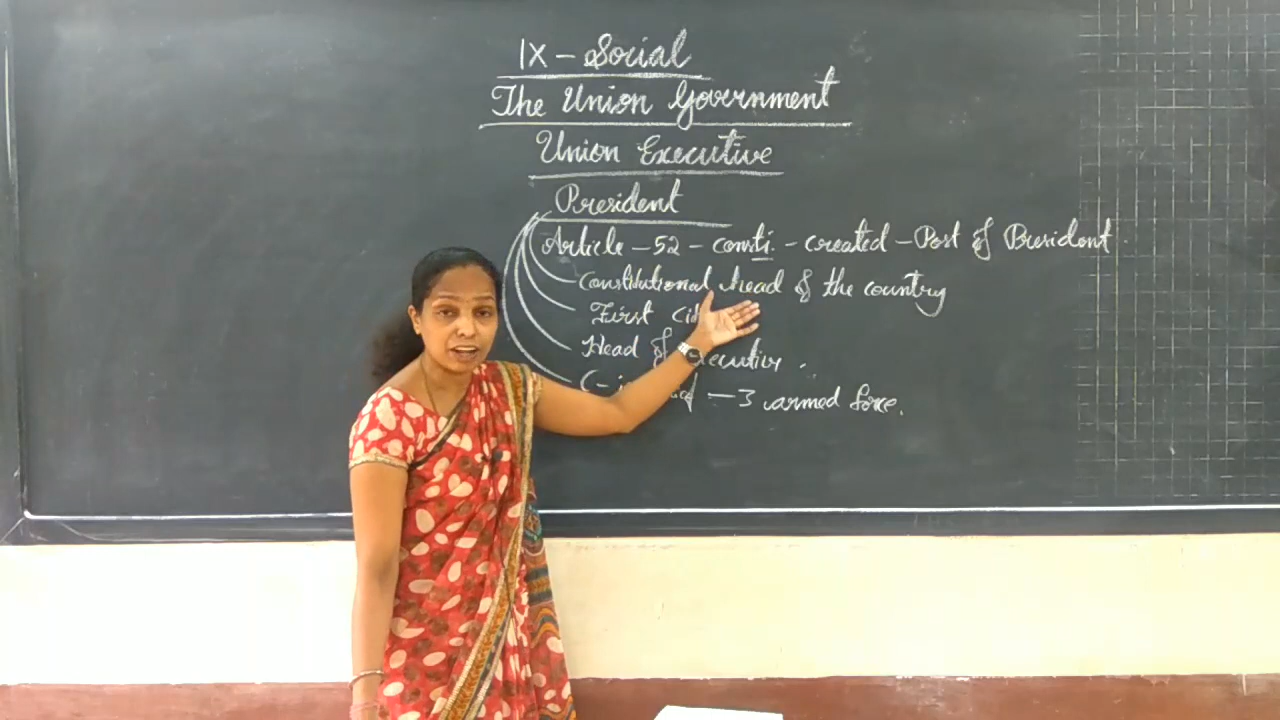 IX - Social
The Union Government
Union Executive
President
Article - 52 - consti. - created - Post of President
Constitutional head of the country
First
Head of Executive
3 armed force.